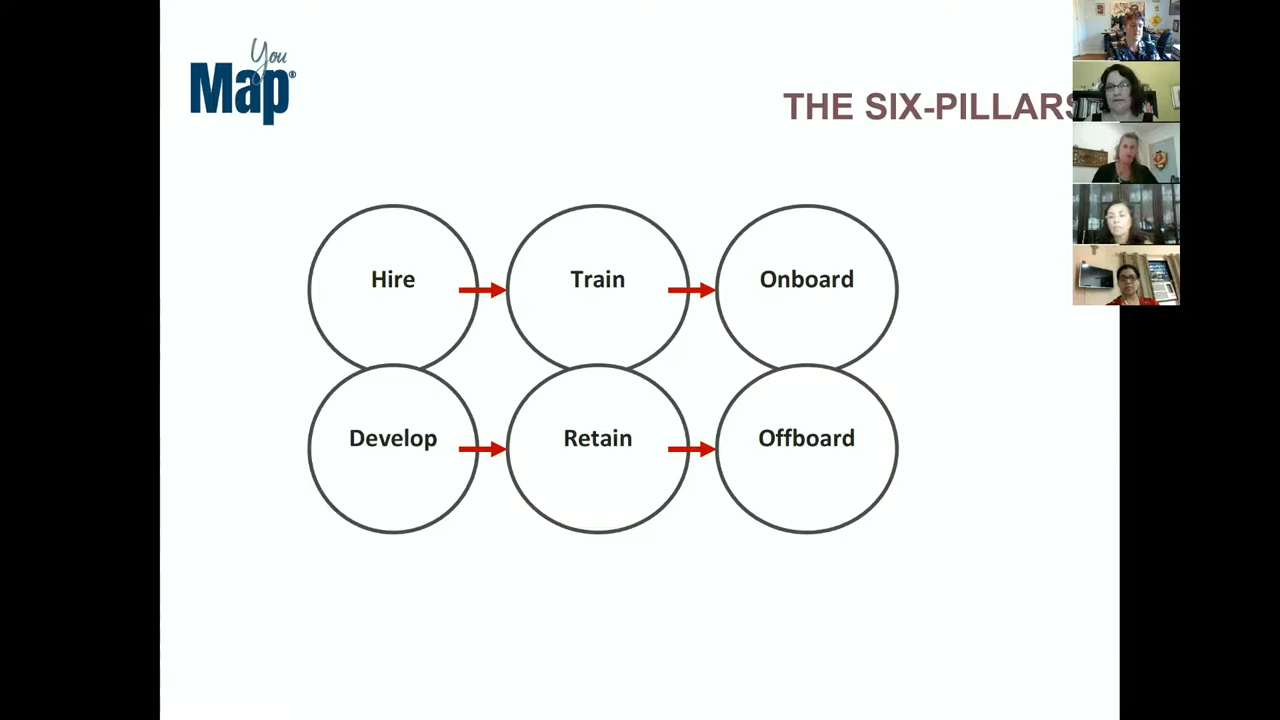 You
Map®
THE SIX-PILLARS
Hire
Train
Onboard
Develop
Retain
Offboard